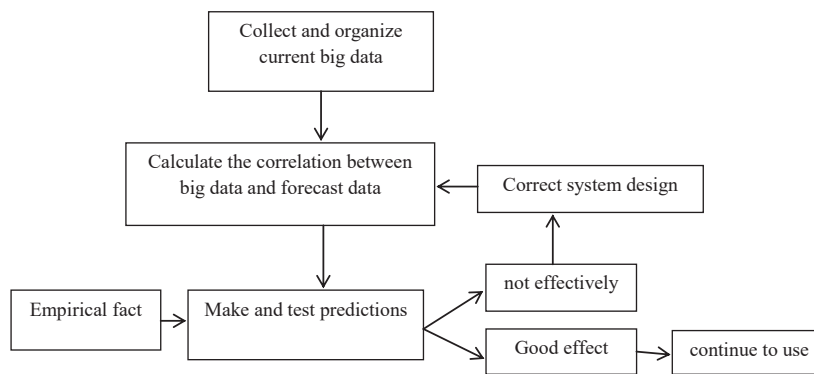 Collect and organize
current big data
Calculate the correlation between
big data and forecast data
Correct system design
not effectively
Empirical fact
Make and test predictions
Good effect
continue to use